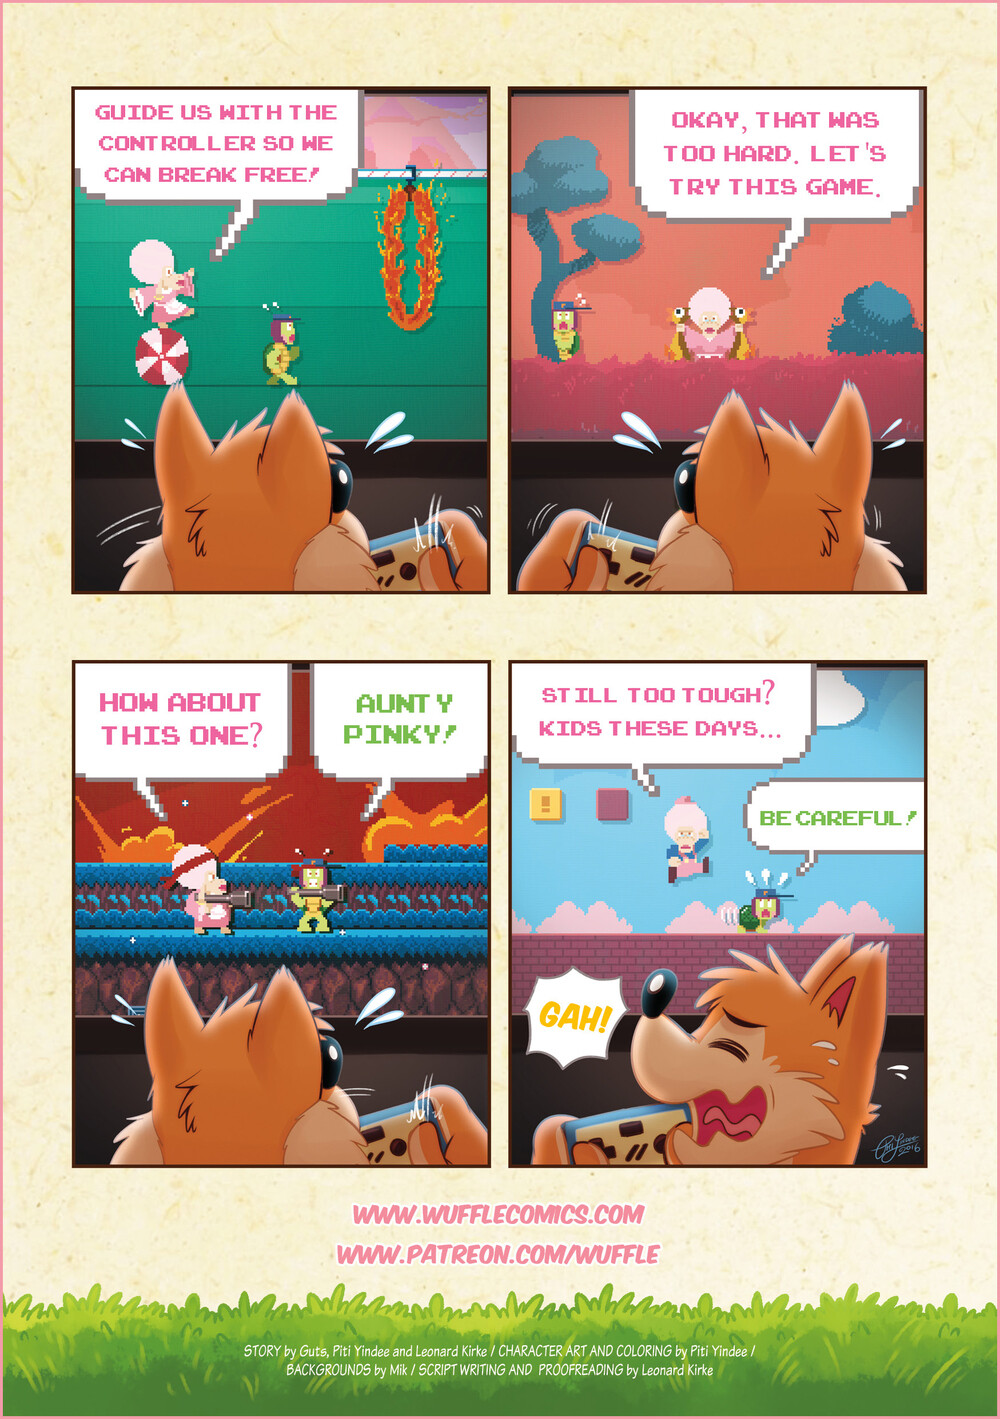 GUIDE US WITH THE
CONTROLLER SO WE
CAN BREAK FREE!
OKAY, THAT WAS
TOO HARD. LET'S
TRY THIS GAME.
HOW ABOUT
THIS ONE?
AUNTY
PINKY!
STILL TOO TOUGH?
KIDS THESE DAYS...
!
BE CAREFUL!
GAH!
2016
WWW.WUFFLECOMICS.COM
WWW.PATREON.COM/WUFFLE
STORY by Guts, Piti Yindee and Leonard Kirke / CHARACTER ART AND COLORING by Piti Yindee /
BACKGROUNDS by Mik / SCRIPT WRITING AND PROOFREADING by Leonard Kirke